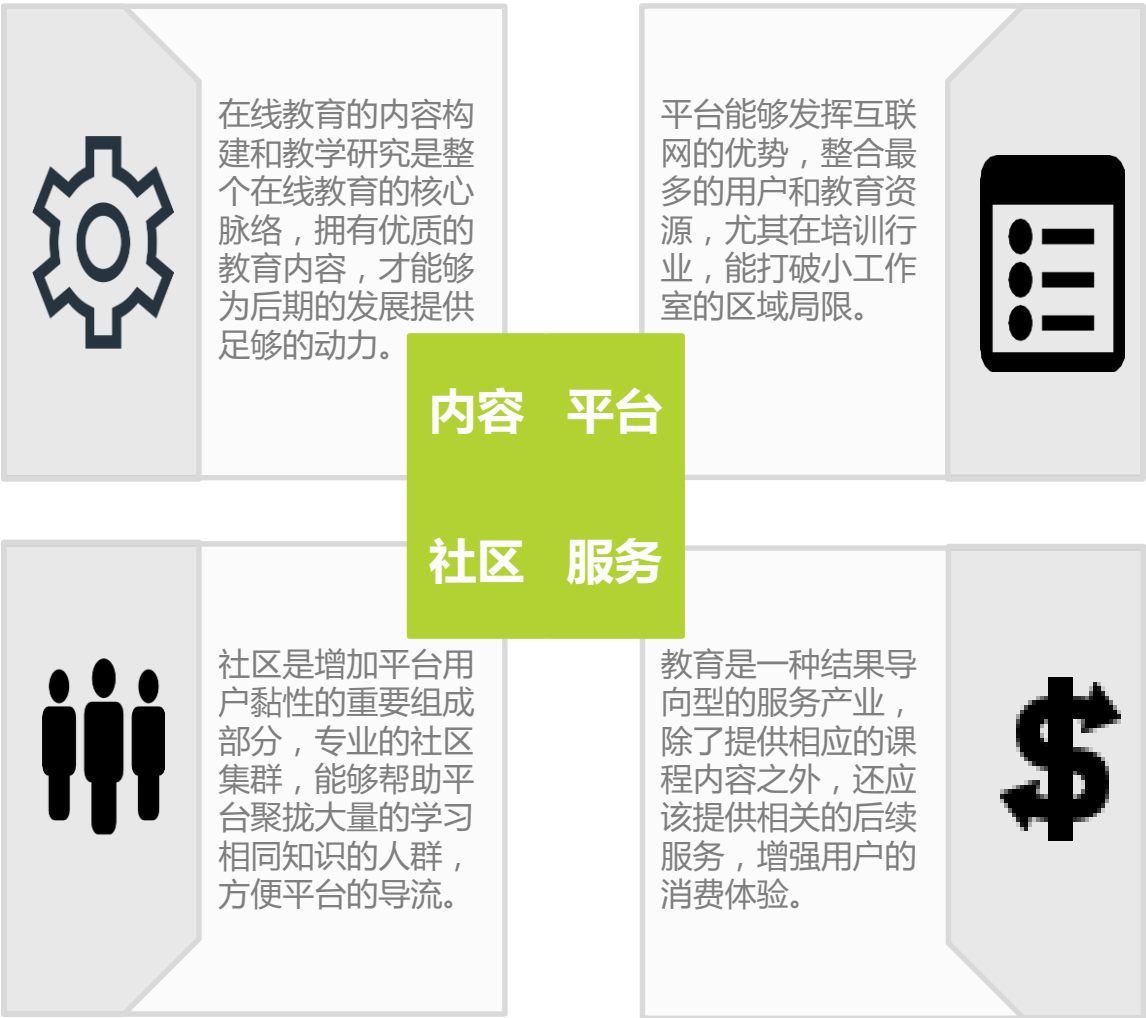 在线教育的内容构
建和教学研究是整
个在线教育的核心
脉络，拥有优质的
教育内容，才能够
为后期的发展提供
足够的动力。
平台能够发挥互联
网的优势，整合最
多的用户和教育资
源，尤其在培训行
业，能打破小工作
室的区域局限。
内容 平台
社区 服务
社区是增加平台用
户黏性的重要组成
部分，专业的社区
集群，能够帮助平
台聚拢大量的学习
相同知识的人群，
方便平台的导流。
教育是一种结果导
向型的服务产业，
除了提供相应的课
程内容之外，还应
该提供相关的后续
服务，增强用户的
消费体验。